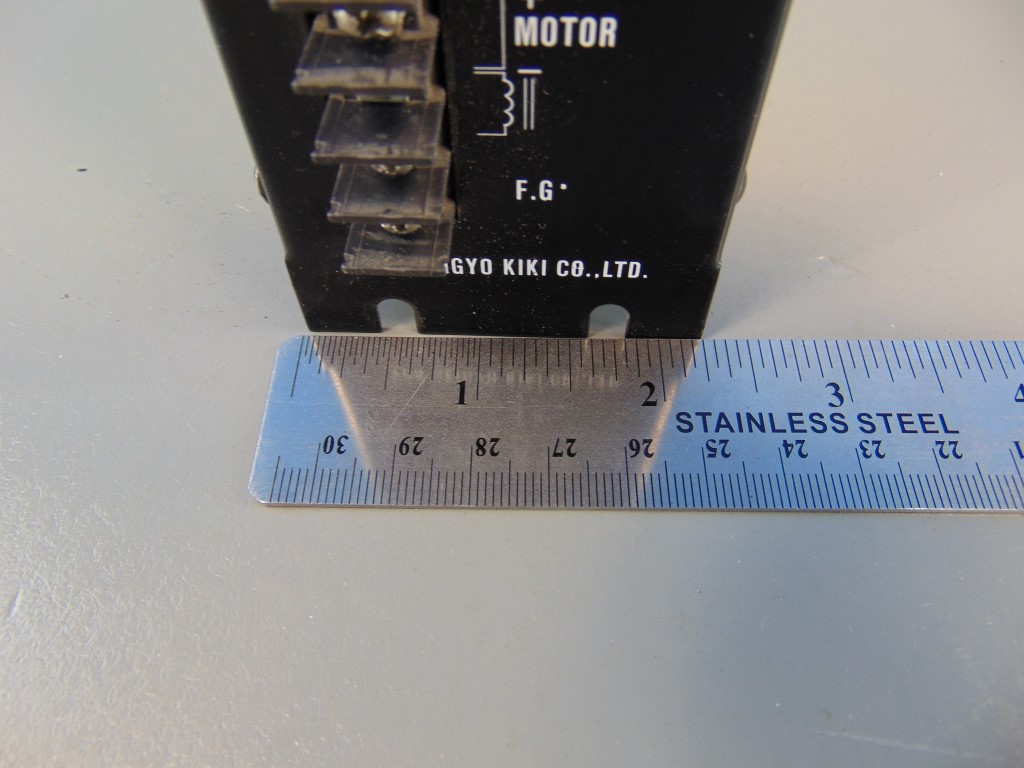 MOTOR
F.G.
GYO KIKI CO.,LTD.
1 2 3 4
STAINLESS STEEL
30 29 28 27 26 25 24 23 22